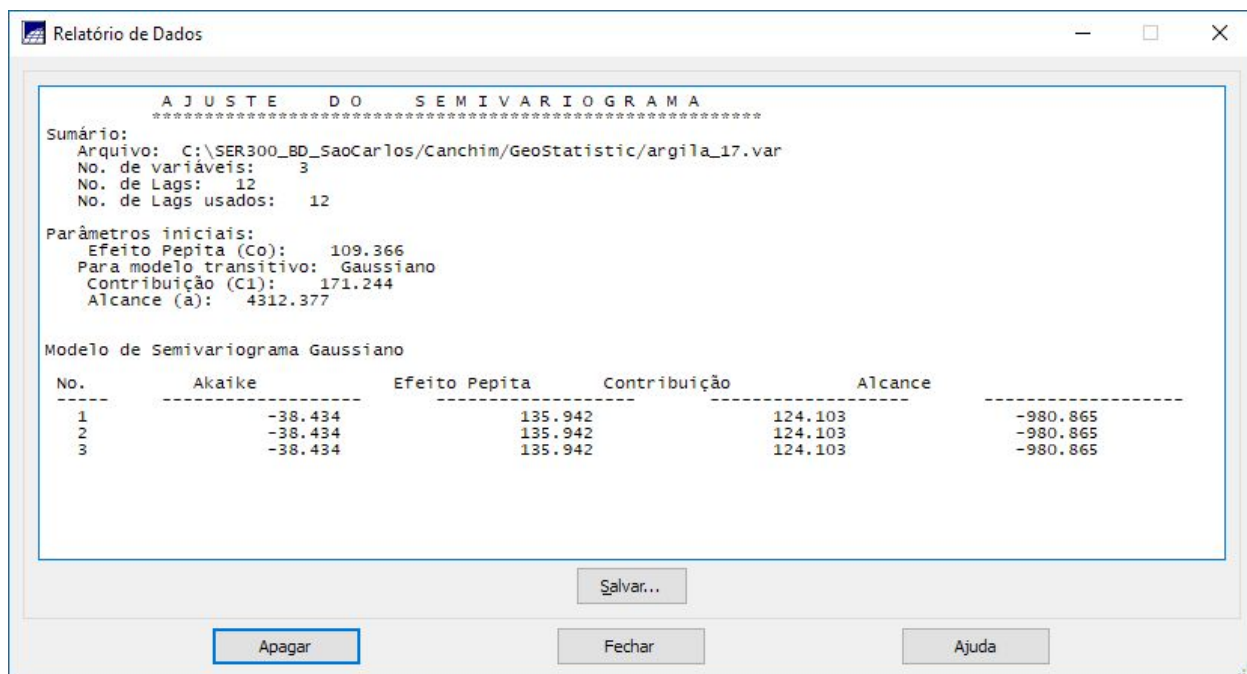 Relatório de Dados
A J U S T E D O S E M I V A R I O G R A M A
**********************************************************
Sumário:
Arquivo: C:\SER300_BD_SaoCarlos/Canchim/GeoStatistic/argila_17.var
No. de variáveis: 3
No. de Lags: 12
No. de Lags usados: 12
Parâmetros iniciais:
Efeito Pepita (Co): 109.366
Para modelo transitivo: Gaussiano
Contribuição (C1): 171.244
Alcance (a): 4312.377
Modelo de Semivariograma Gaussiano
No. Akaike Efeito Pepita Contribuição Alcance
----- ------------------- ------------------- ------------------- -------------------
1 -38.434 135.942 124.103 -980.865
2 -38.434 135.942 124.103 -980.865
3 -38.434 135.942 124.103 -980.865
Salvar...
Apagar Fechar Ajuda